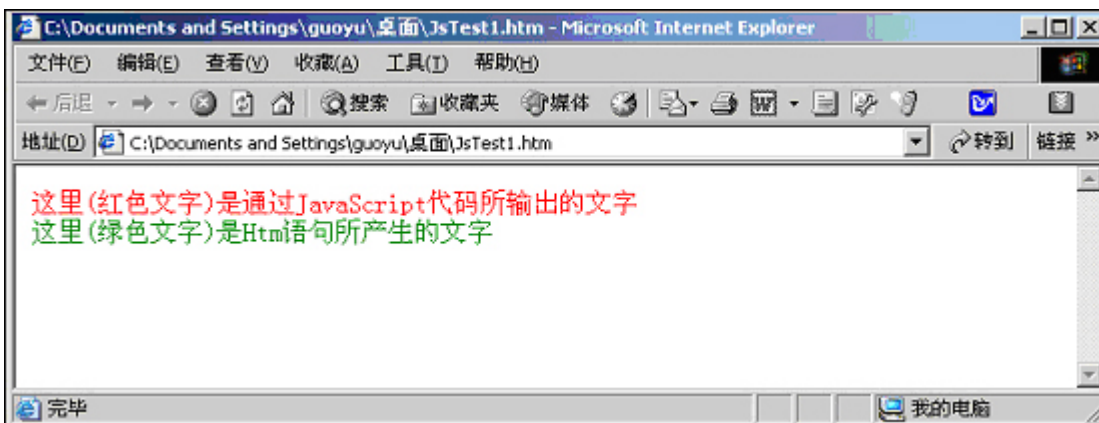 C:\Documents and Settings\guoyu\桌面\JsTest1.htm - Microsoft Internet Explorer
文件(F) 编辑(E) 查看(V) 收藏(A) 工具(T) 帮助(H)
后退 搜索 收藏夹 媒体
地址(D) C:\Documents and Settings\guoyu\桌面\JsTest1.htm 转到 链接 »
这里(红色文字)是通过JavaScript代码所输出的文字
这里(绿色文字)是Htm语句所产生的文字
完毕 我的电脑